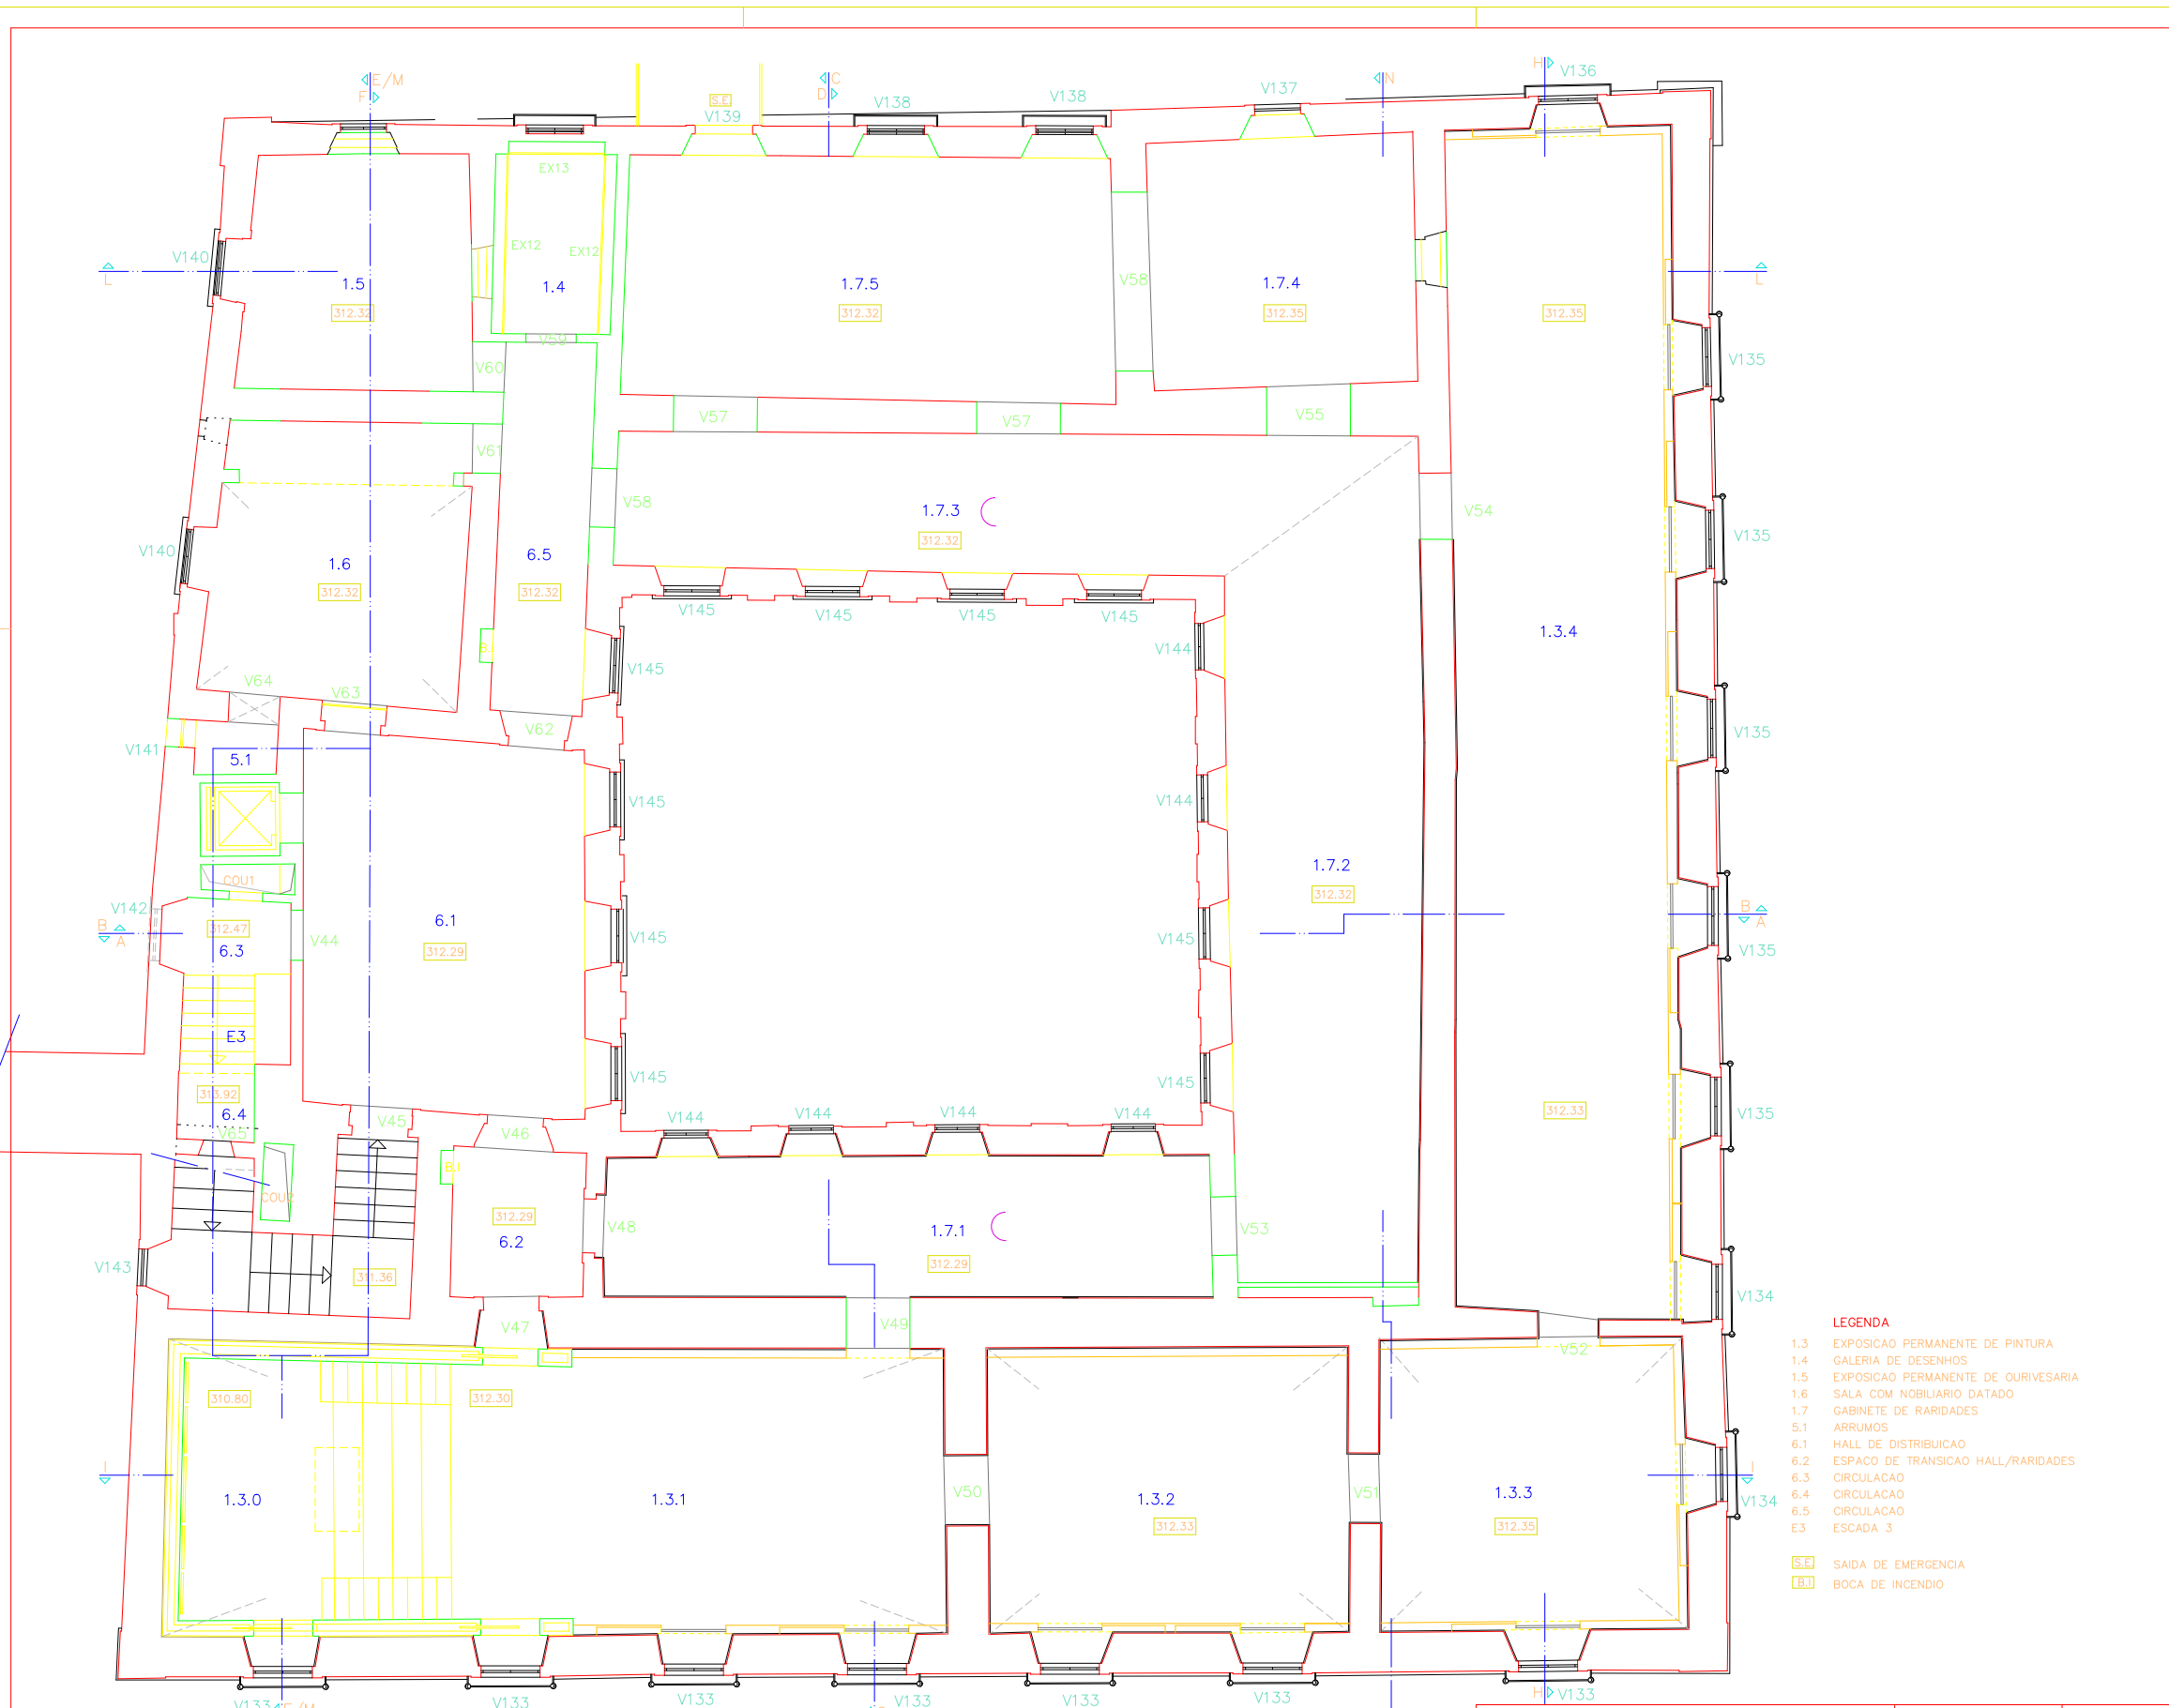 E/M
F
C
D
N
H
V136
V137
V138
V138
S.E.
V139
EX13
EX12
EX12
V140
L
L
1.5
312.32
1.4
1.7.5
312.32
V58
1.7.4
312.35
312.35
V135
V59
V60
V57
V57
V55
V61
V58
1.7.3
312.32
V54
V135
V140
1.6
312.32
6.5
312.32
V145
V145
V145
V145
1.3.4
B.I
V145
V144
V64
V63
V62
V135
V141
5.1
V145
V144
COU1
1.7.2
312.32
V142
B
A
312.47
6.3
V44
6.1
312.29
V145
V145
B
A
V135
E3
313.92
6.4
V65
V45
V46
V145
V145
312.33
V135
V144
V144
V144
V144
B.I
COU2
312.29
6.2
V48
1.7.1
312.29
V53
V143
311.36
V134
V47
V49
V52
310.80
312.30
I
I
1.3.0
1.3.1
V50
1.3.2
312.33
V51
1.3.3
312.35
V134
LEGENDA
1.3 EXPOSICAO PERMANENTE DE PINTURA
1.4 GALERIA DE DESENHOS
1.5 EXPOSICAO PERMANENTE DE OURIVESARIA
1.6 SALA COM NOBILIARIO DATADO
1.7 GABINETE DE RARIDADES
5.1 ARRUMOS
6.1 HALL DE DISTRIBUICAO
6.2 ESPACO DE TRANSICAO HALL/RARIDADES
6.3 CIRCULACAO
6.4 CIRCULACAO
6.5 CIRCULACAO
E3 ESCADA 3
S.E. SAIDA DE EMERGENCIA
B.I BOCA DE INCENDIO
V133
E/M
V133
V133
V133
V133
V133
H
V133